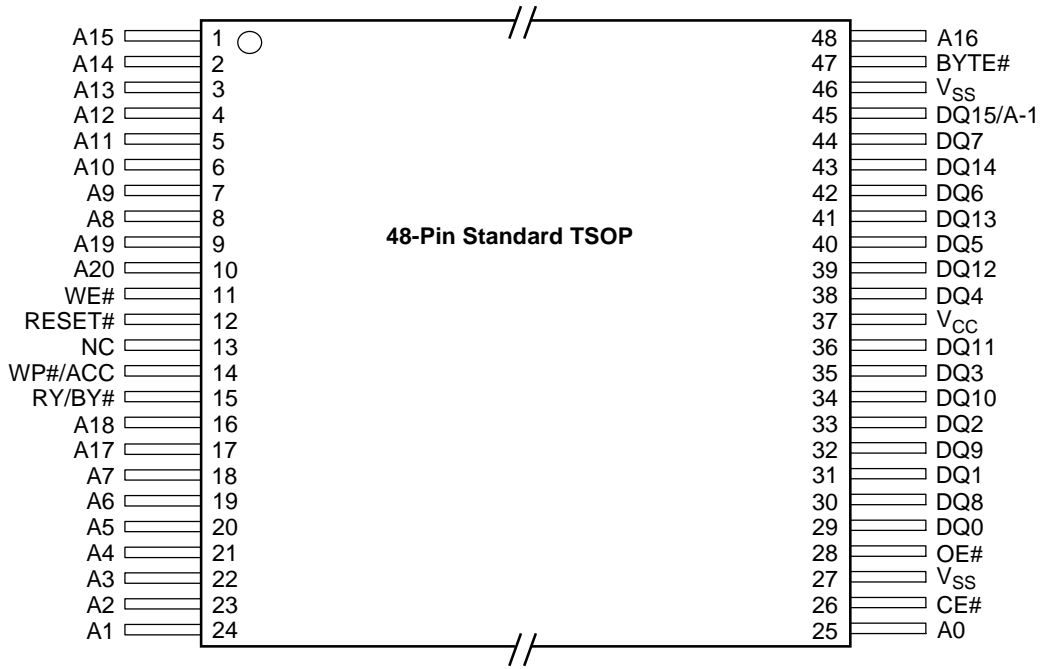 A15 1 48 A16
A14 2 47 BYTE#
A13 3 46 VSS
A12 4 45 DQ15/A-1
A11 5 44 DQ7
A10 6 43 DQ14
A9 7 42 DQ6
A8 8 41 DQ13
A19 9 48-Pin Standard TSOP 40 DQ5
A20 10 39 DQ12
WE# 11 38 DQ4
RESET# 12 37 VCC
NC 13 36 DQ11
WP#/ACC 14 35 DQ3
RY/BY# 15 34 DQ10
A18 16 33 DQ2
A17 17 32 DQ9
A7 18 31 DQ1
A6 19 30 DQ8
A5 20 29 DQ0
A4 21 28 OE#
A3 22 27 VSS
A2 23 26 CE#
A1 24 25 A0